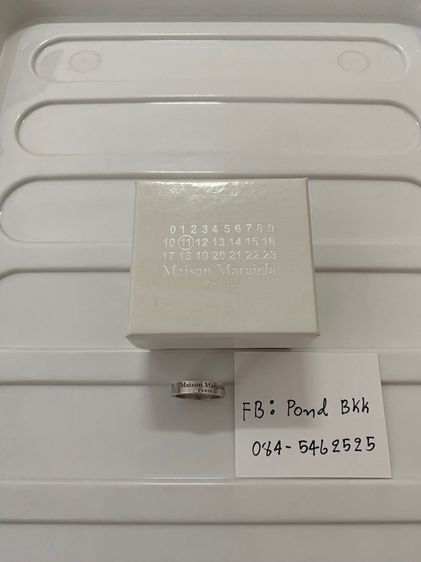 0 1 2 3 4 5 6 7 8 9
10 11 12 13 14 15 16
17 18 19 20 21 22 23
Maison Margiela
PARIS
Maison Margi
PARIS
FB: Pond Bkk
084-5462525